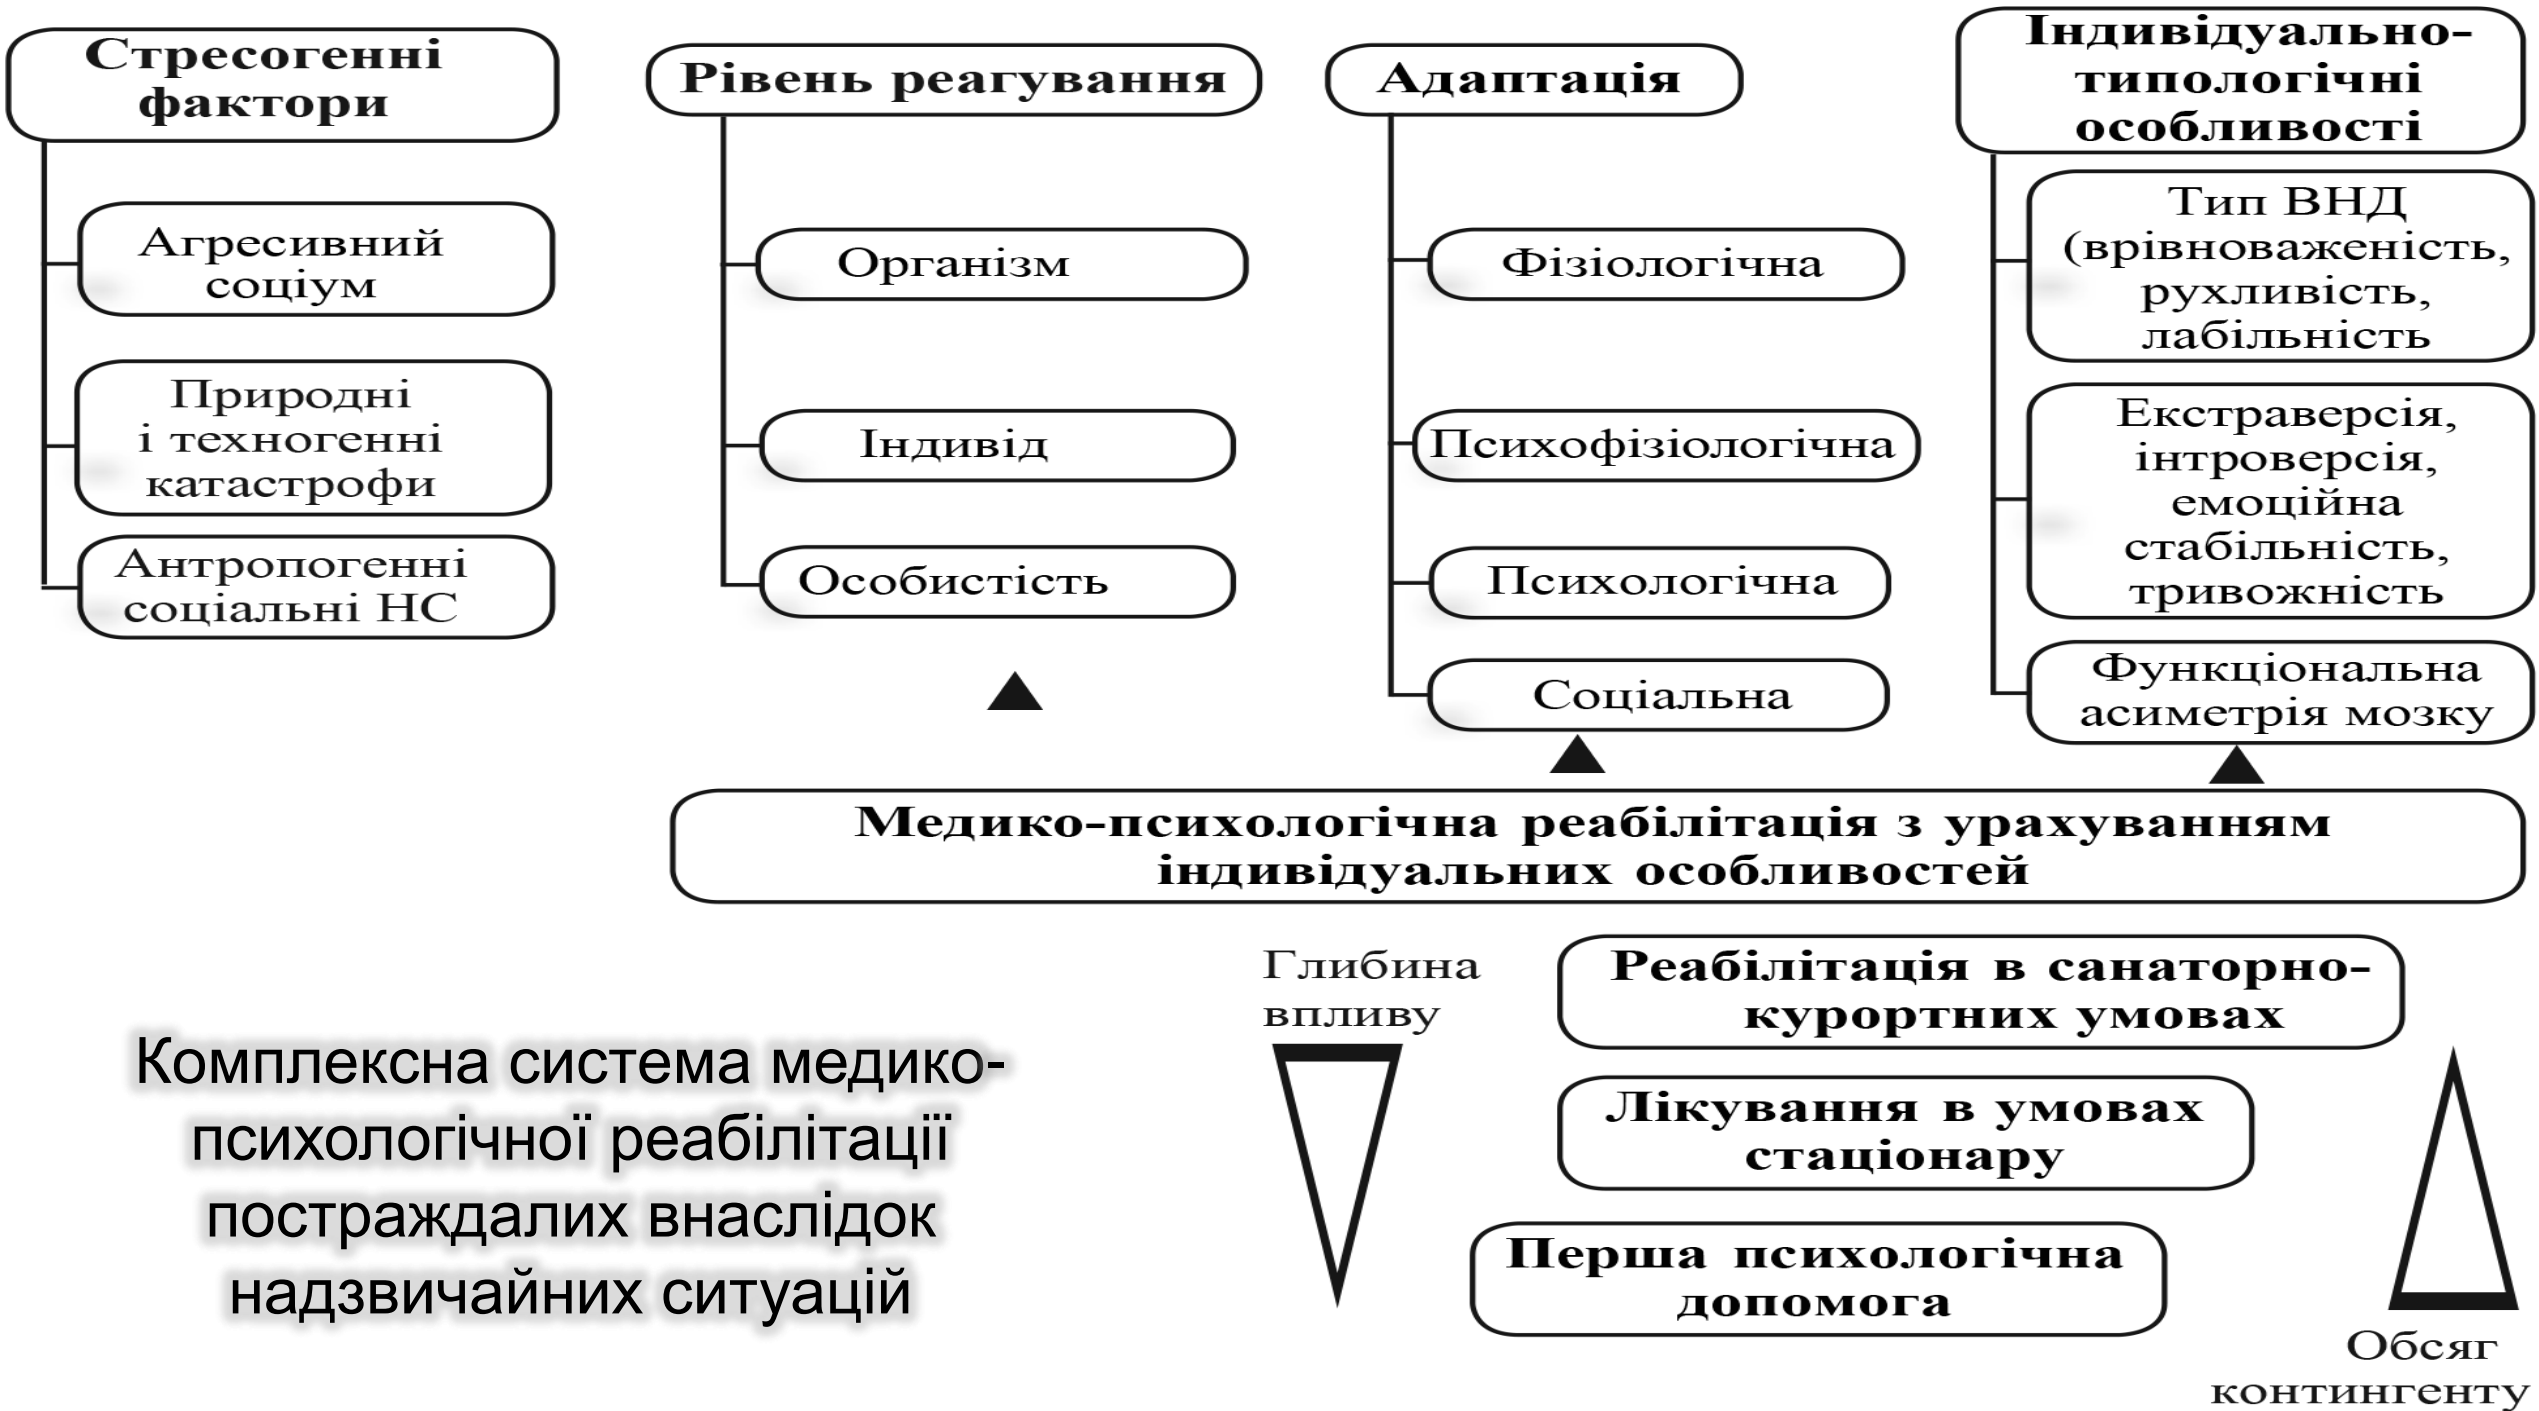 Стресогенні
фактори
Агресивний
соціум
Природні
і техногенні
катастрофи
Антропогенні
соціальні НС
Рівень реагування
Організм
Індивід
Особистість
Адаптація
Фізіологічна
Психофізіологічна
Психологічна
Соціальна
Індивідуально-
типологічні
особливості
Тип ВНД
(врівноваженість,
рухливість,
лабільність
Екстраверсія,
інтроверсія,
емоційна
стабільність,
тривожність
Функціональна
асиметрія мозку
Медико-психологічна реабілітація з урахуванням
індивідуальних особливостей
Глибина
впливу
Реабілітація в санаторно-
курортних умовах
Лікування в умовах
стаціонару
Перша психологічна
допомога
Обсяг
контингенту
Комплексна система медико-
психологічної реабілітації
постраждалих внаслідок
надзвичайних ситуацій